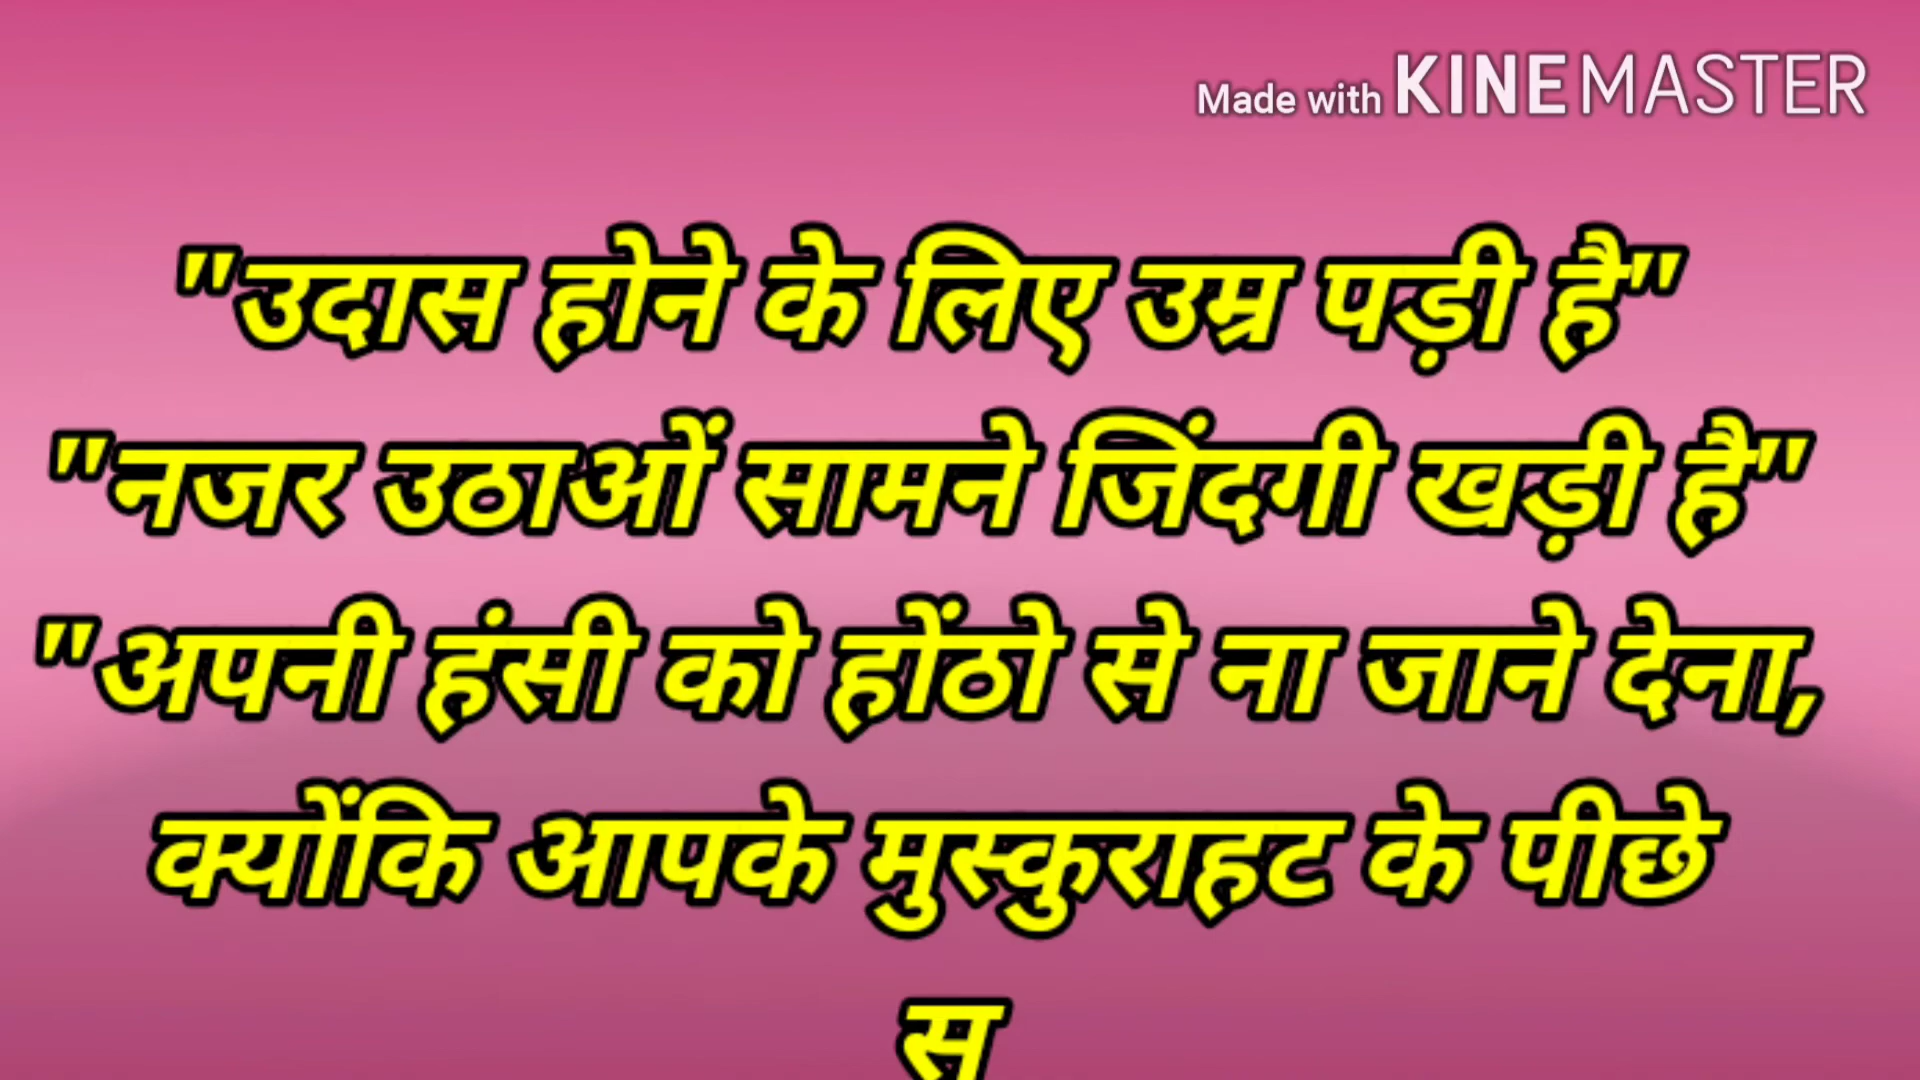 Made with KINEMASTER
"उदास होने के लिए उम्र पड़ी है"
"नजर उठाओं सामने जिंदगी खड़ी है"
"अपनी हंसी को होंठो से ना जाने देना,
क्योंकि आपके मुस्कुराहट के पीछे
स